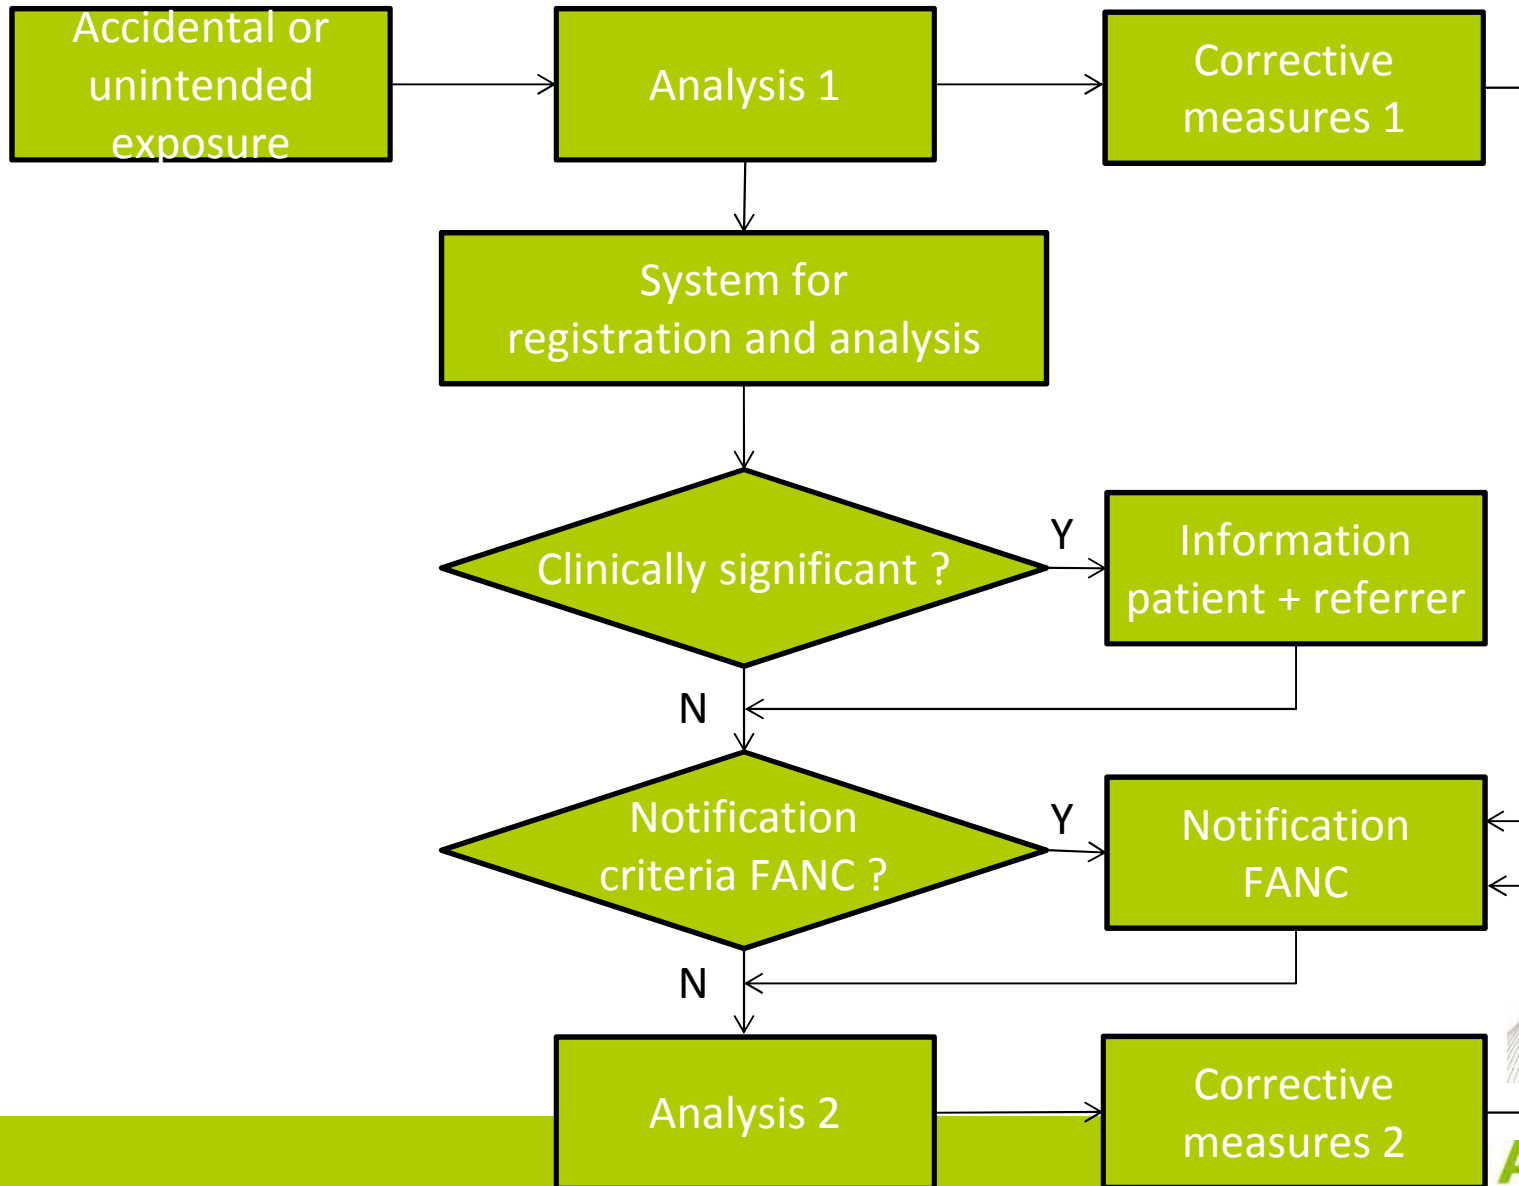 Accidental or
unintended
exposure
Analysis 1
Corrective
measures 1
System for
registration and analysis
Clinically significant ?
Y
Information
patient + referrer
N
Notification
criteria FANC ?
Y
Notification
FANC
N
Analysis 2
Corrective
measures 2
A